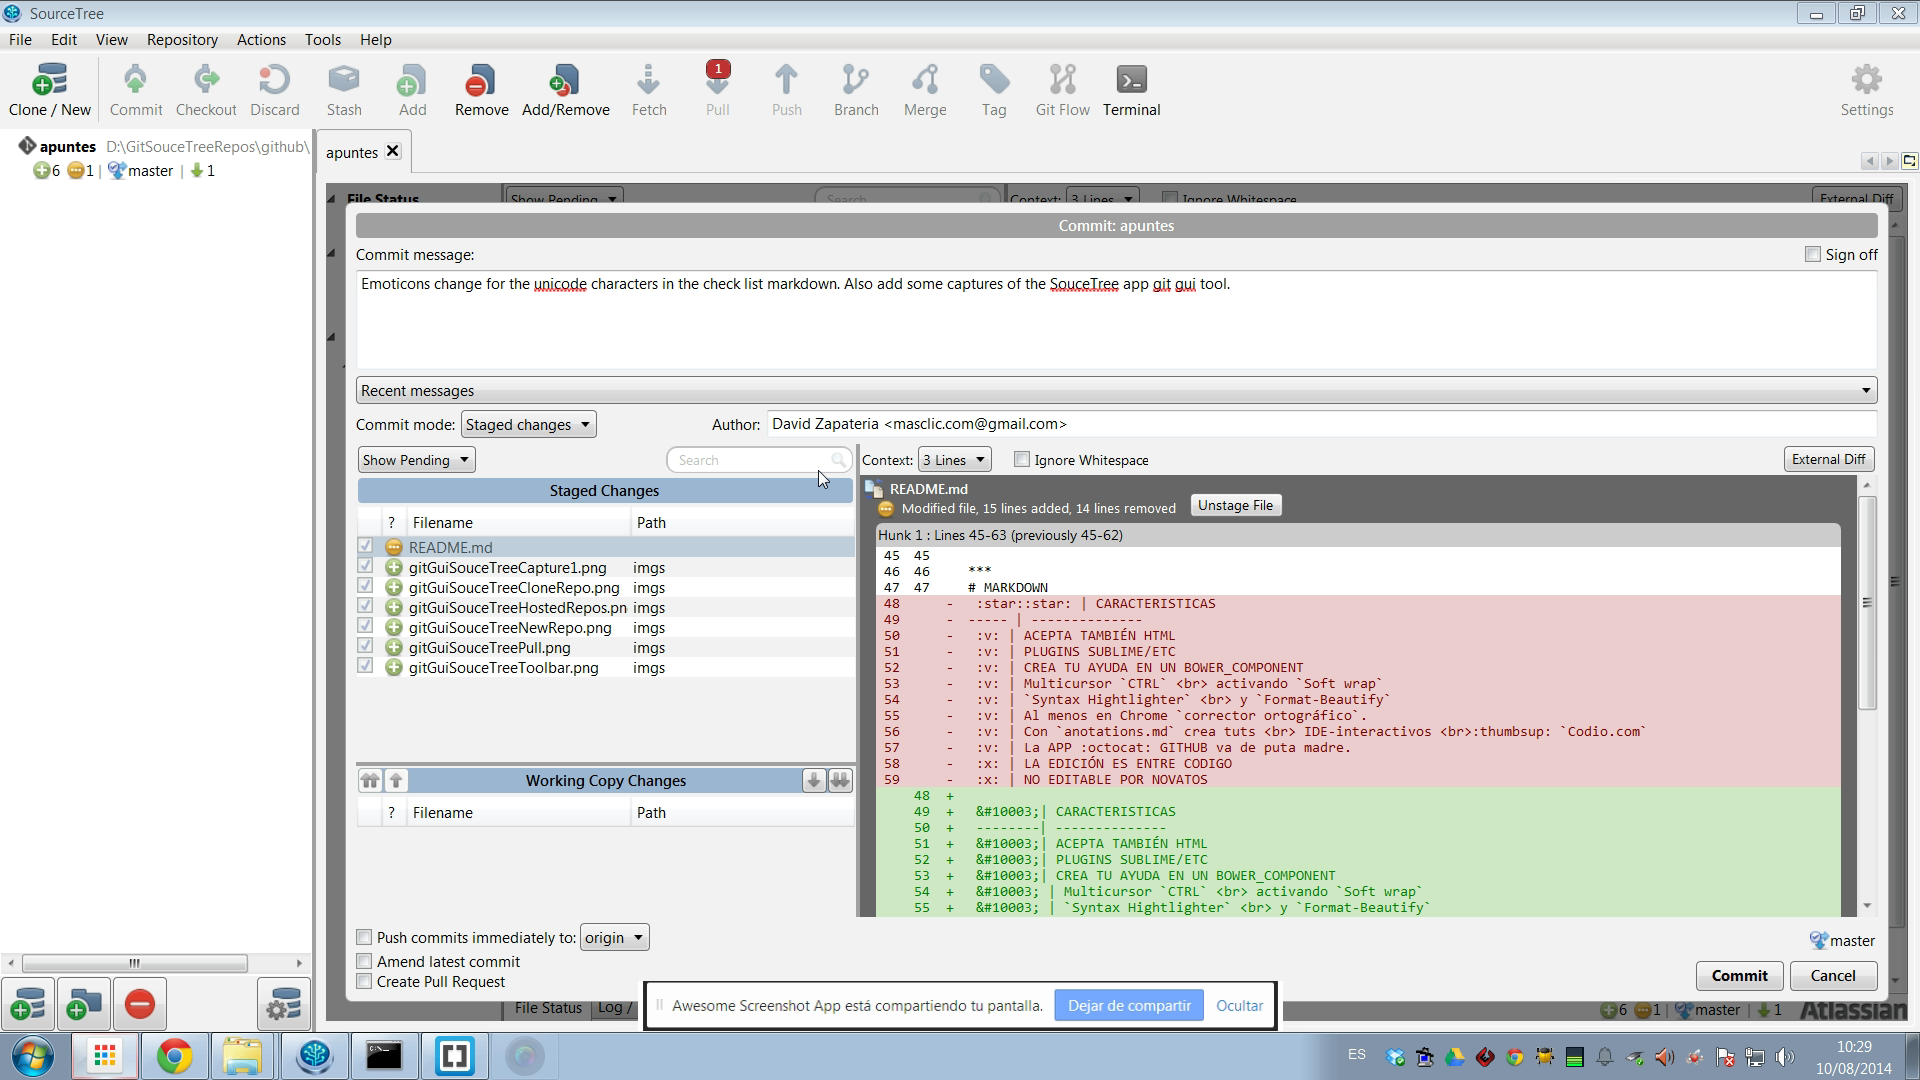 SourceTree
File Edit View Repository Actions Tools Help
1
Clone / New Commit Checkout Discard Stash Add Remove Add/Remove Fetch Pull Push Branch Merge Tag Git Flow Terminal Settings
apuntes D:\GitSouceTreeRepos\github\
6 1 | master | 1
apuntes
File Status Show Pending Search Context: 3 Lines Ignore Whitespace External Diff
Commit: apuntes
Commit message: Sign off
Emoticons change for the unicode characters in the check list markdown. Also add some captures of the SouceTree app git gui tool.
Recent messages
Commit mode: Staged changes Author: David Zapateria <masclic.com@gmail.com>
Show Pending Search Context: 3 Lines Ignore Whitespace External Diff
Staged Changes
? Filename Path
README.md
gitGuiSouceTreeCapture1.png imgs
gitGuiSouceTreeCloneRepo.png imgs
gitGuiSouceTreeHostedRepos.pn imgs
gitGuiSouceTreeNewRepo.png imgs
gitGuiSouceTreePull.png imgs
gitGuiSouceTreeToolbar.png imgs
Working Copy Changes
? Filename Path
README.md
Modified file, 15 lines added, 14 lines removed Unstage File
Hunk 1 : Lines 45-63 (previously 45-62)
45 45
46 46 ***
47 47 # MARKDOWN
48 - :star::star: | CARACTERISTICAS
49 - ----- | --------------
50 - :v: | ACEPTA TAMBIÉN HTML
51 - :v: | PLUGINS SUBLIME/ETC
52 - :v: | CREA TU AYUDA EN UN BOWER_COMPONENT
53 - :v: | Multicursor `CTRL` <br> activando `Soft wrap`
54 - :v: | `Syntax Hightlighter` <br> y `Format-Beautify`
55 - :v: | Al menos en Chrome `corrector ortográfico`.
56 - :v: | Con `anotations.md` crea tuts <br> IDE-interactivos <br>:thumbsup: `Codio.com`
57 - :v: | La APP :octocat: GITHUB va de puta madre.
58 - :x: | LA EDICIÓN ES ENTRE CODIGO
59 - :x: | NO EDITABLE POR NOVATOS
48 +
49 + &#10003;| CARACTERISTICAS
50 + --------| --------------
51 + &#10003;| ACEPTA TAMBIÉN HTML
52 + &#10003;| PLUGINS SUBLIME/ETC
53 + &#10003;| CREA TU AYUDA EN UN BOWER_COMPONENT
54 + &#10003; | Multicursor `CTRL` <br> activando `Soft wrap`
55 + &#10003; | `Syntax Hightlighter` <br> y `Format-Beautify`
Push commits immediately to: origin
Amend latest commit
Create Pull Request
master
Commit Cancel
Awesome Screenshot App está compartiendo tu pantalla. Dejar de compartir Ocultar
File Status Log /
6 1 | master | 1 Atlassian
ES
10:29
10/08/2014